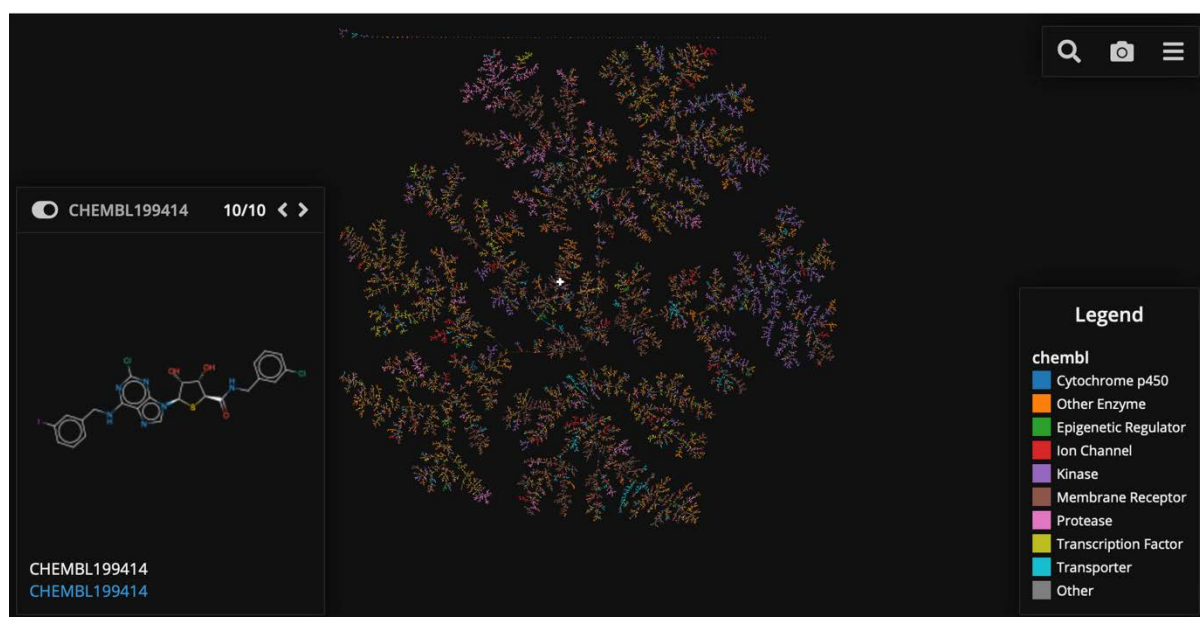 CHEMBL199414 10/10 < >
Cl
OH
OH
N
N
N
N
N
H
N
H
S
O
Cl
I
CHEMBL199414
CHEMBL199414
Legend
chembl
Cytochrome p450
Other Enzyme
Epigenetic Regulator
Ion Channel
Kinase
Membrane Receptor
Protease
Transcription Factor
Transporter
Other